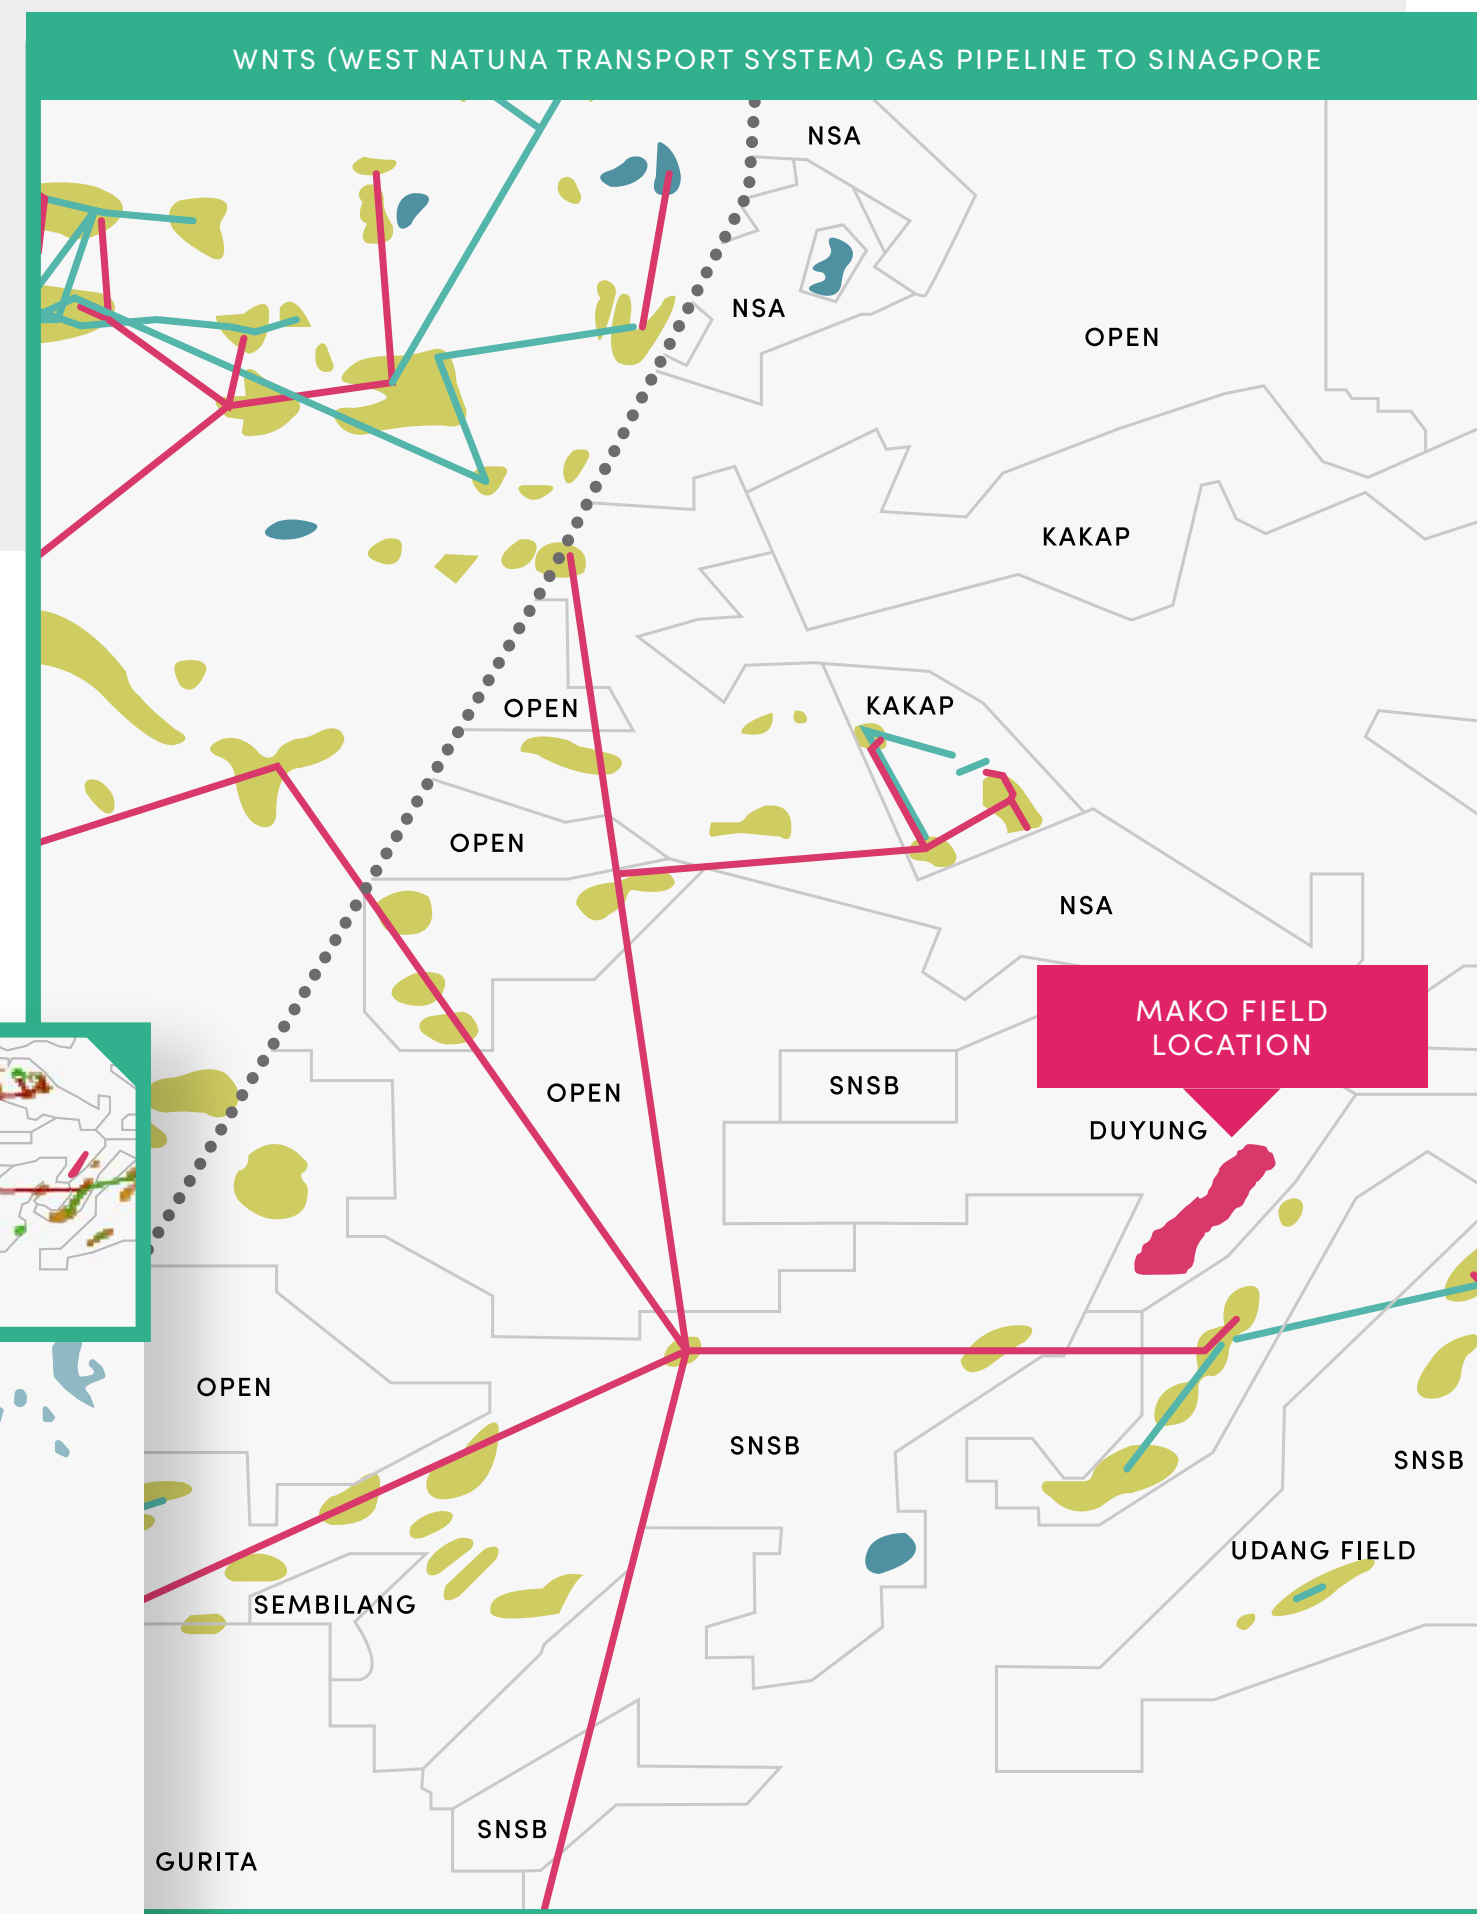 WNTS (WEST NATUNA TRANSPORT SYSTEM) GAS PIPELINE TO SINAGPORE
NSA
NSA
OPEN
KAKAP
OPEN
KAKAP
OPEN
NSA
MAKO FIELD
LOCATION
SNSB
OPEN
DUYUNG
OPEN
SNSB
SNSB
UDANG FIELD
SEMBILANG
SNSB
GURITA